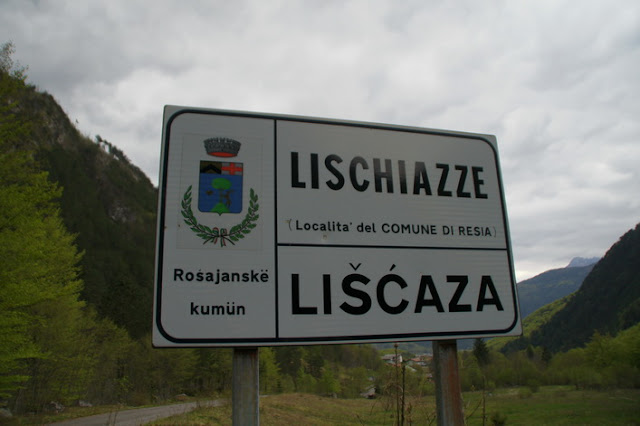 LISCHIAZZE
(Localita' del COMUNE DI RESIA)
Rośajanskë
kumün
LIŠĆAZA